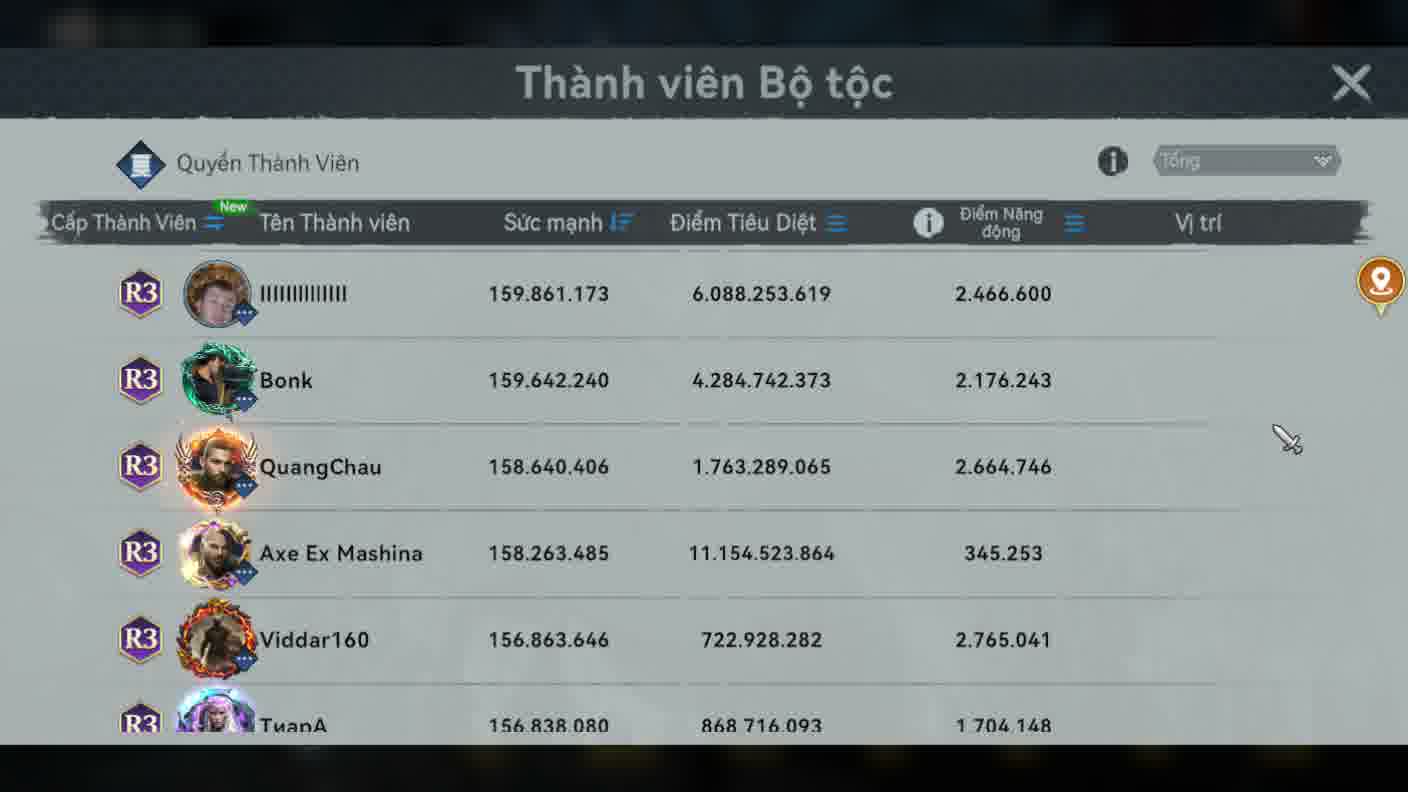 Thành viên Bộ tộc
Quyển Thành Viên
Tổng
Cấp Thành Viên New Tên Thành viên Sức mạnh Điểm Tiêu Diệt Điểm Năng động Vị trí
R3 IIIIIIIIIIIIII 159.861.173 6.088.253.619 2.466.600
R3 Bonk 159.642.240 4.284.742.373 2.176.243
R3 QuangChau 158.640.406 1.763.289.065 2.664.746
R3 Axe Ex Mashina 158.263.485 11.154.523.864 345.253
R3 Viddar160 156.863.646 722.928.282 2.765.041
R3 ТиарА 156.838.080 868.716.093 1.704.148